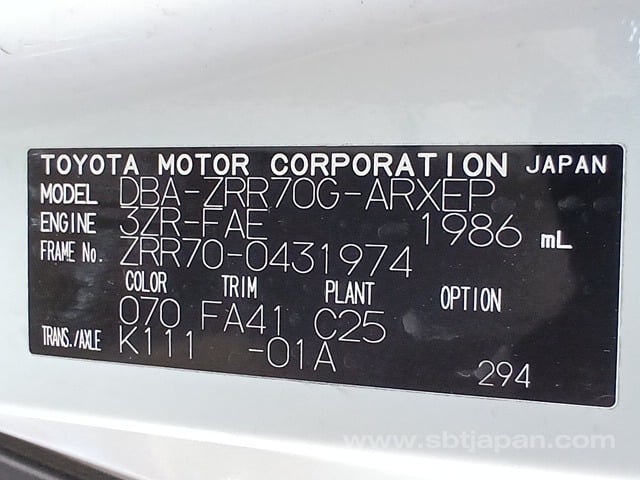 TOYOTA MOTOR CORPORATION JAPAN
MODEL DBA-ZRR70G-ARXEP
ENGINE 3ZR-FAE 1986 mL
FRAME No. ZRR70-0431974
COLOR TRIM PLANT OPTION
070 FA41 C25
TRANS./AXLE K111 -01A
294
www.sbtjapan.com